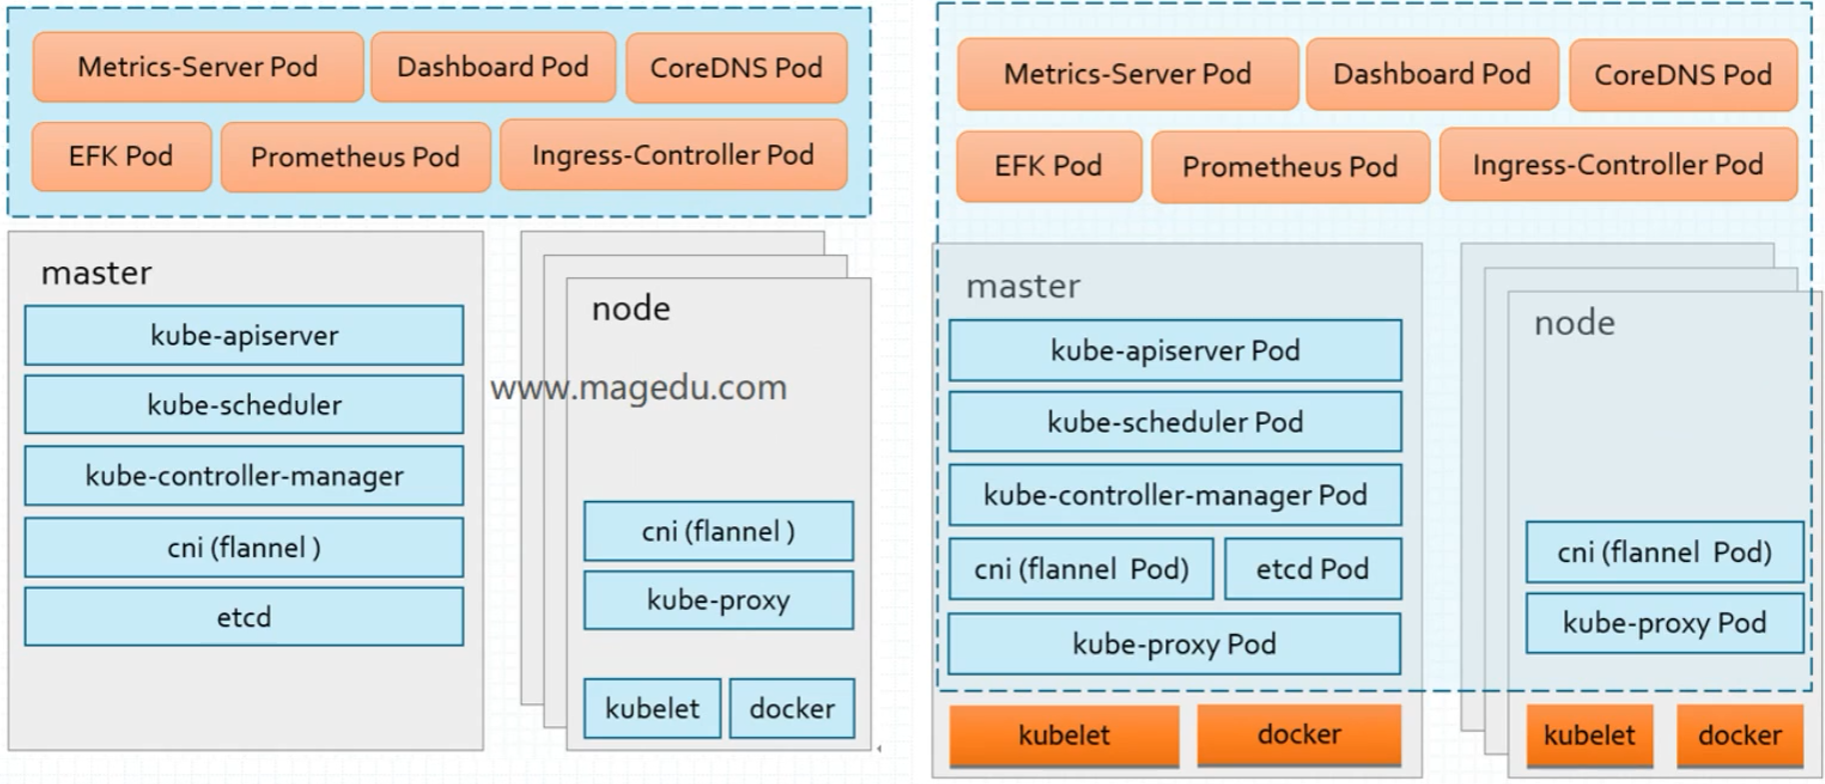 Metrics-Server Pod
Dashboard Pod
CoreDNS Pod
EFK Pod
Prometheus Pod
Ingress-Controller Pod
master
kube-apiserver
kube-scheduler
kube-controller-manager
cni (flannel )
etcd
node
www.magedu.com
cni (flannel )
kube-proxy
kubelet
docker
Metrics-Server Pod
Dashboard Pod
CoreDNS Pod
EFK Pod
Prometheus Pod
Ingress-Controller Pod
master
kube-apiserver Pod
kube-scheduler Pod
kube-controller-manager Pod
cni (flannel Pod)
etcd Pod
kube-proxy Pod
kubelet
docker
node
cni (flannel Pod)
kube-proxy Pod
kubelet
docker